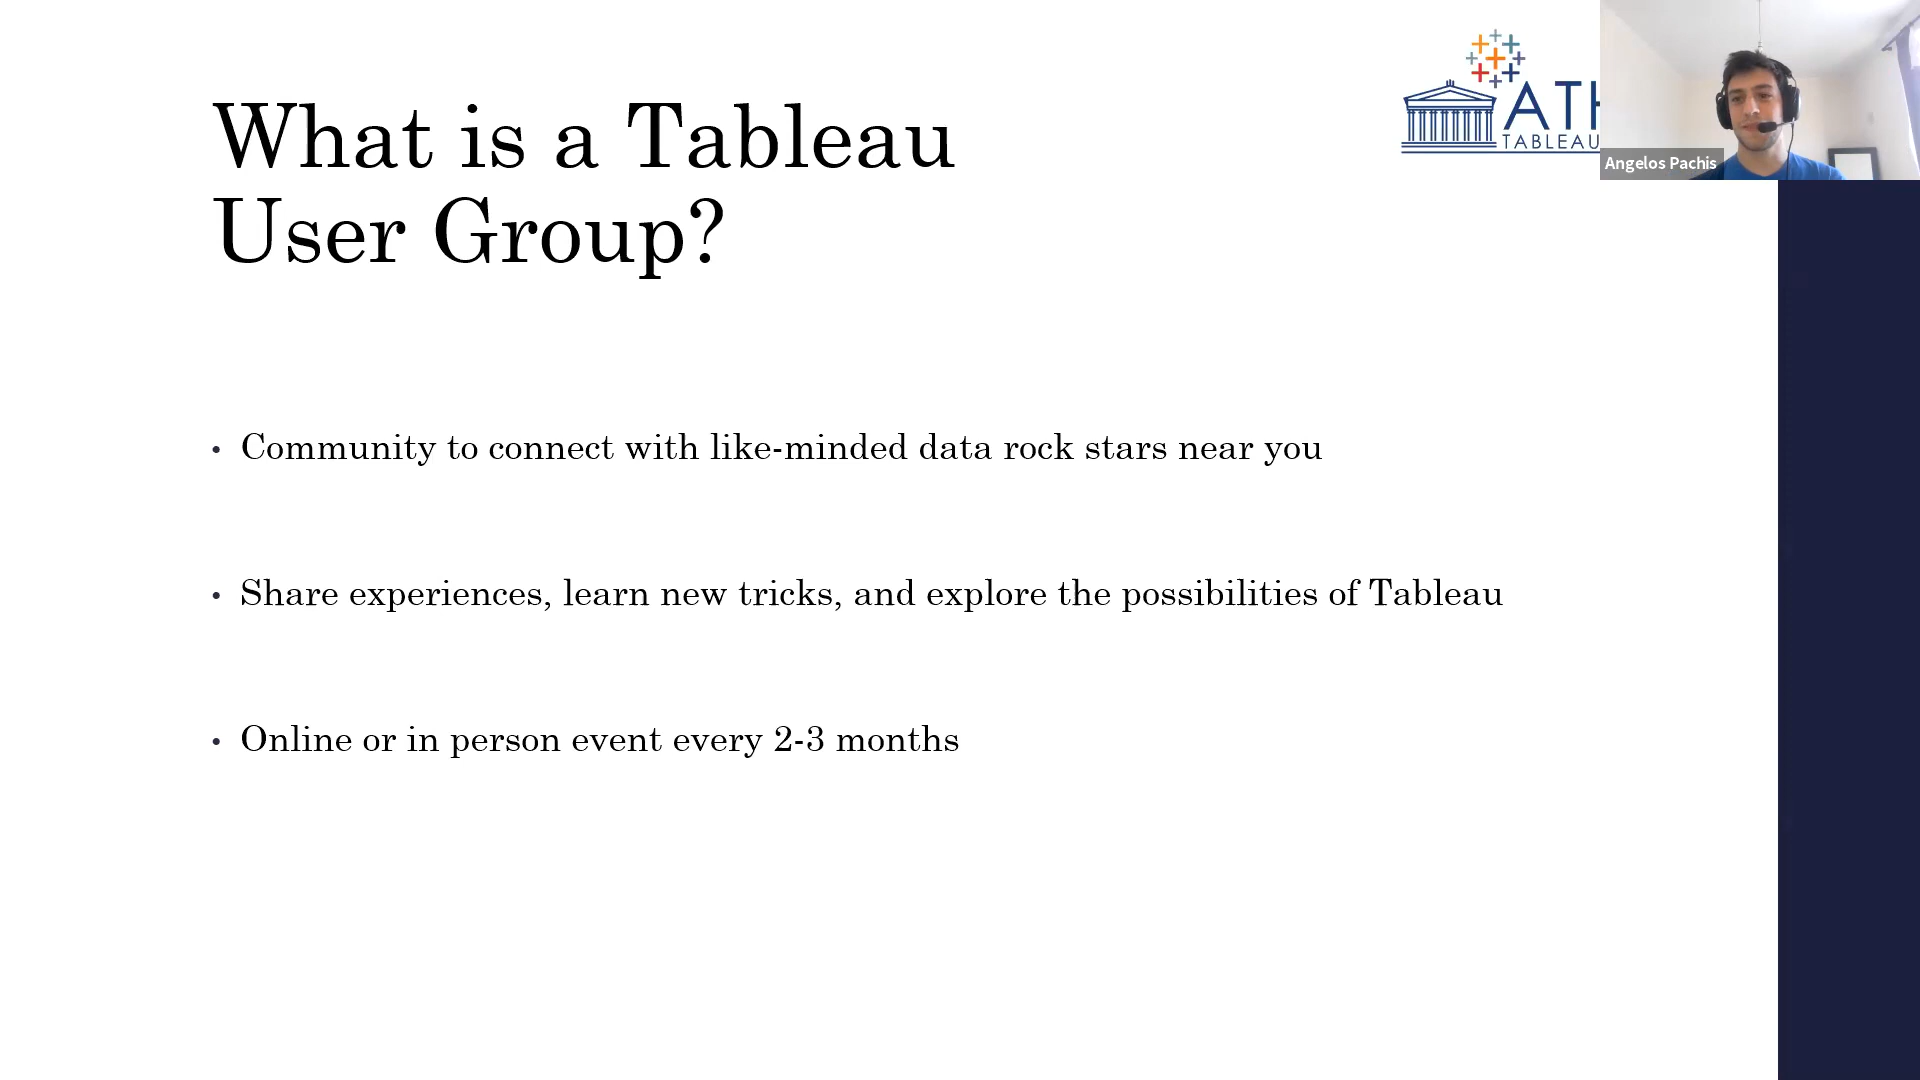 What is a Tableau
User Group?
ATH
TABLEAU
Angelos Pachis
• Community to connect with like-minded data rock stars near you
• Share experiences, learn new tricks, and explore the possibilities of Tableau
• Online or in person event every 2-3 months